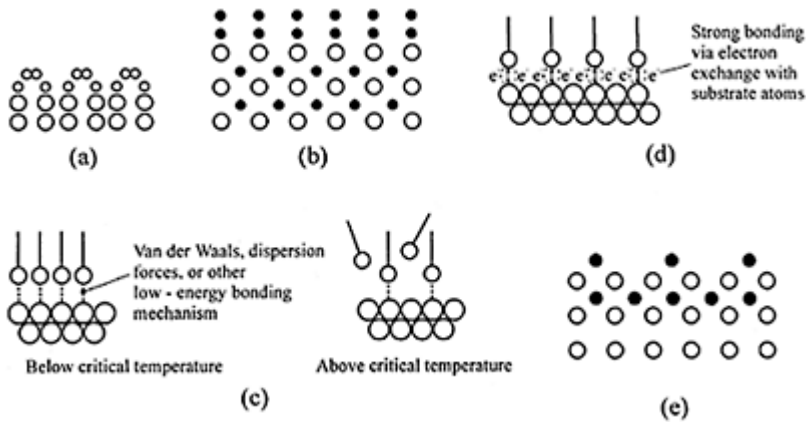 (a)
(b)
e⁻ e⁻ e⁻ e⁻ e⁻ e⁻ e⁻ e⁻
Strong bonding
via electron
exchange with
substrate atoms
(d)
Van der Waals, dispersion
forces, or other
low - energy bonding
mechanism
Below critical temperature
Above critical temperature
(c)
(e)